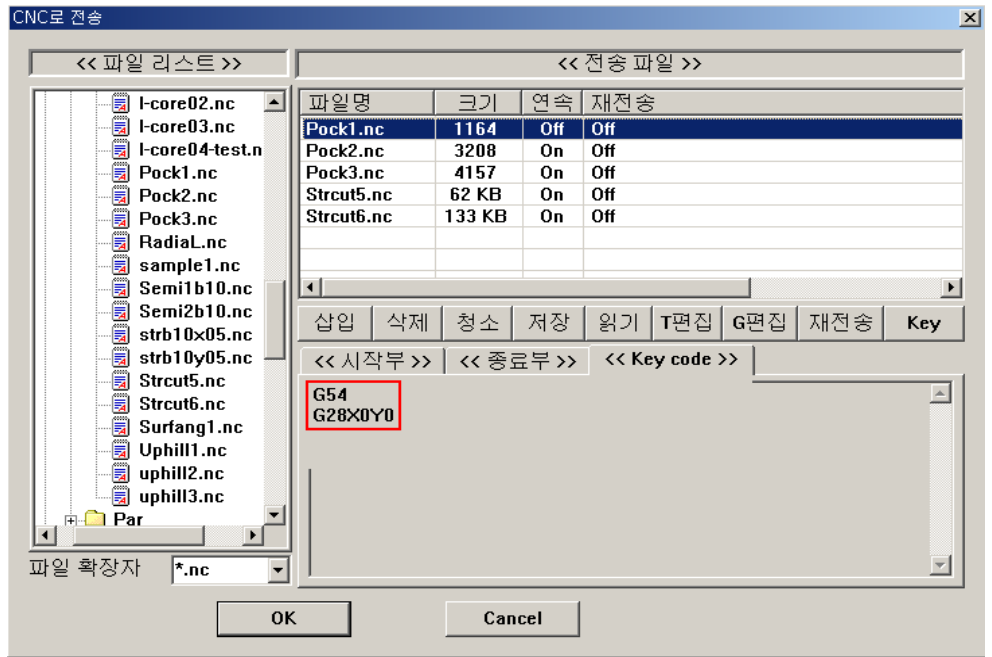 CNC로 전송
<< 파일 리스트 >>
l-core02.nc
l-core03.nc
l-core04-test.n
Pock1.nc
Pock2.nc
Pock3.nc
RadiaL.nc
sample1.nc
Semi1b10.nc
Semi2b10.nc
strb10x05.nc
strb10y05.nc
Strcut5.nc
Strcut6.nc
Surfang1.nc
Uphill1.nc
uphill2.nc
uphill3.nc
Par
파일 확장자 *.nc
<< 전송 파일 >>
파일명 크기 연속 재전송
Pock1.nc 1164 Off Off
Pock2.nc 3208 On Off
Pock3.nc 4157 On Off
Strcut5.nc 62 KB On Off
Strcut6.nc 133 KB On Off
삽입 삭제 청소 저장 읽기 T편집 G편집 재전송 Key
<< 시작부 >> << 종료부 >> << Key code >>
G54
G28X0Y0
OK Cancel